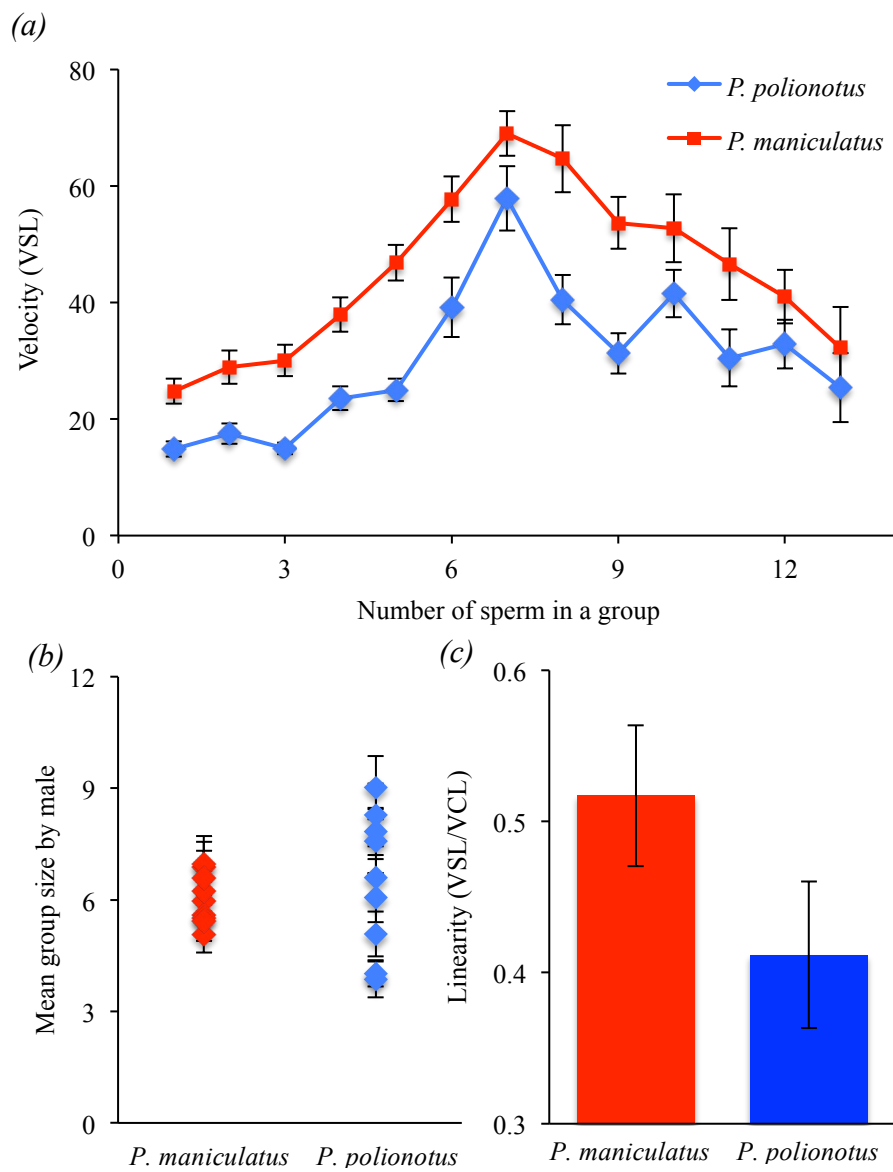 (a)
80
60
40
20
0
Velocity (VSL)
P. polionotus
P. maniculatus
0 3 6 9 12
Number of sperm in a group
(b)
12
9
6
3
0
Mean group size by male
P. maniculatus P. polionotus
(c)
0.6
0.5
0.4
0.3
Linearity (VSL/VCL)
P. maniculatus P. polionotus